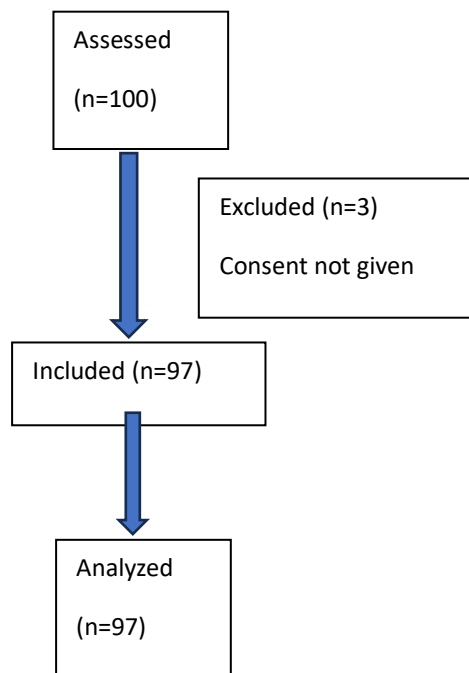 Assessed
(n=100)
Excluded (n=3)
Consent not given
Included (n=97)
Analyzed
(n=97)